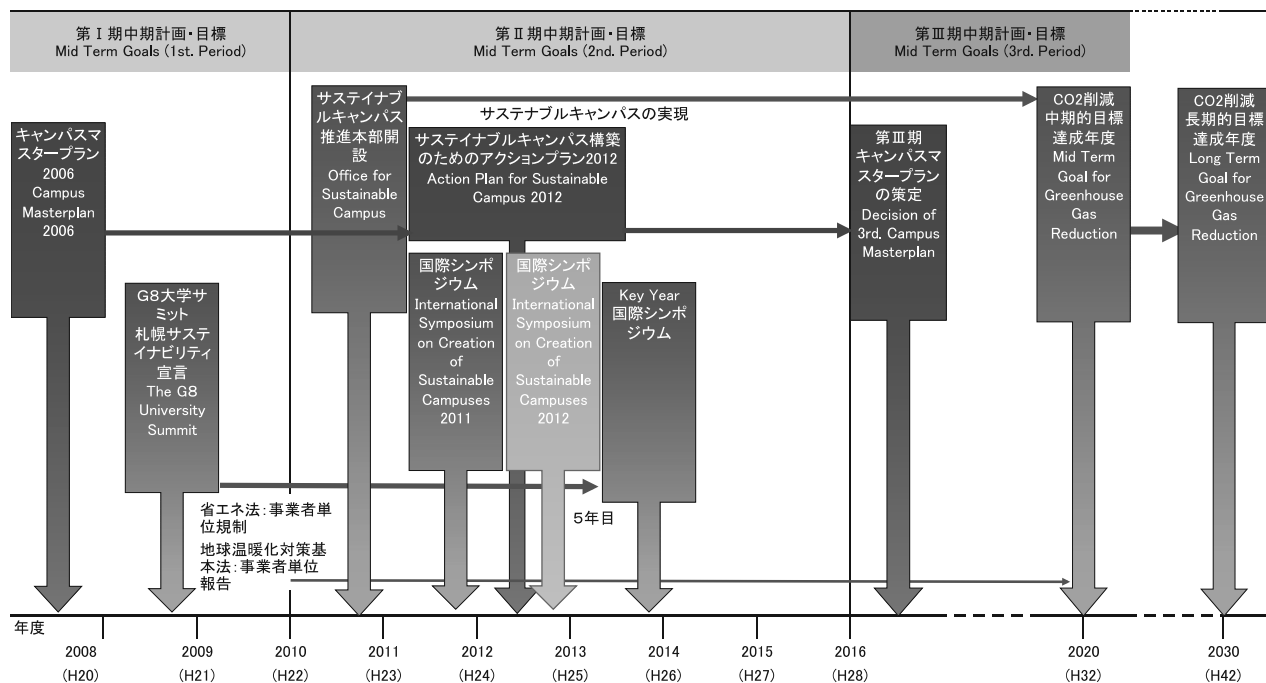 第Ⅰ期中期計画・目標
Mid Term Goals (1st. Period)
第Ⅱ期中期計画・目標
Mid Term Goals (2nd. Period)
第Ⅲ期中期計画・目標
Mid Term Goals (3rd. Period)
キャンパスマ
スタープラン
2006
Campus
Masterplan
2006
G8大学サ
ミット
札幌サステ
イナビリティ
宣言
The G8
University
Summit
サステイナブ
ルキャンパス
推進本部開
設
Office for
Sustainable
Campus
サステナブルキャンパスの実現
サステイナブルキャンパス構築
のためのアクションプラン2012
Action Plan for Sustainable
Campus 2012
国際シンポ
ジウム
International
Symposium
on Creation
of
Sustainable
Campuses
2011
国際シンポ
ジウム
International
Symposium
on Creation
of
Sustainable
Campuses
2012
Key Year
国際シンポ
ジウム
第Ⅲ期
キャンパスマ
スタープラン
の策定
Decision of
3rd. Campus
Masterplan
CO2削減
中期的目標
達成年度
Mid Term
Goal for
Greenhouse
Gas
Reduction
CO2削減
長期的目標
達成年度
Long Term
Goal for
Greenhouse
Gas
Reduction
省エネ法：事業者単
位規制
5年目
地球温暖化対策基
本法：事業者単位
報告
年度
2008
(H20)
2009
(H21)
2010
(H22)
2011
(H23)
2012
(H24)
2013
(H25)
2014
(H26)
2015
(H27)
2016
(H28)
2020
(H32)
2030
(H42)